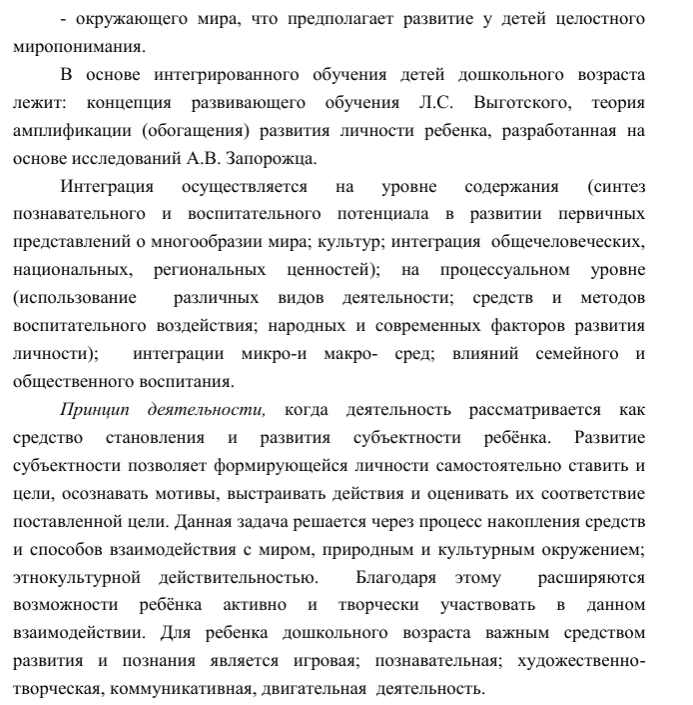 - окружающего мира, что предполагает развитие у детей целостного
миропонимания.
В основе интегрированного обучения детей дошкольного возраста
лежит: концепция развивающего обучения Л.С. Выготского, теория
амплификации (обогащения) развития личности ребенка, разработанная на
основе исследований А.В. Запорожца.
Интеграция осуществляется на уровне содержания (синтез
познавательного и воспитательного потенциала в развитии первичных
представлений о многообразии мира; культур; интеграция общечеловеческих,
национальных, региональных ценностей); на процессуальном уровне
(использование различных видов деятельности; средств и методов
воспитательного воздействия; народных и современных факторов развития
личности); интеграции микро-и макро- сред; влияний семейного и
общественного воспитания.
Принцип деятельности, когда деятельность рассматривается как
средство становления и развития субъектности ребёнка. Развитие
субъектности позволяет формирующейся личности самостоятельно ставить и
цели, осознавать мотивы, выстраивать действия и оценивать их соответствие
поставленной цели. Данная задача решается через процесс накопления средств
и способов взаимодействия с миром, природным и культурным окружением;
этнокультурной действительностью. Благодаря этому расширяются
возможности ребёнка активно и творчески участвовать в данном
взаимодействии. Для ребенка дошкольного возраста важным средством
развития и познания является игровая; познавательная; художественно-
творческая, коммуникативная, двигательная деятельность.